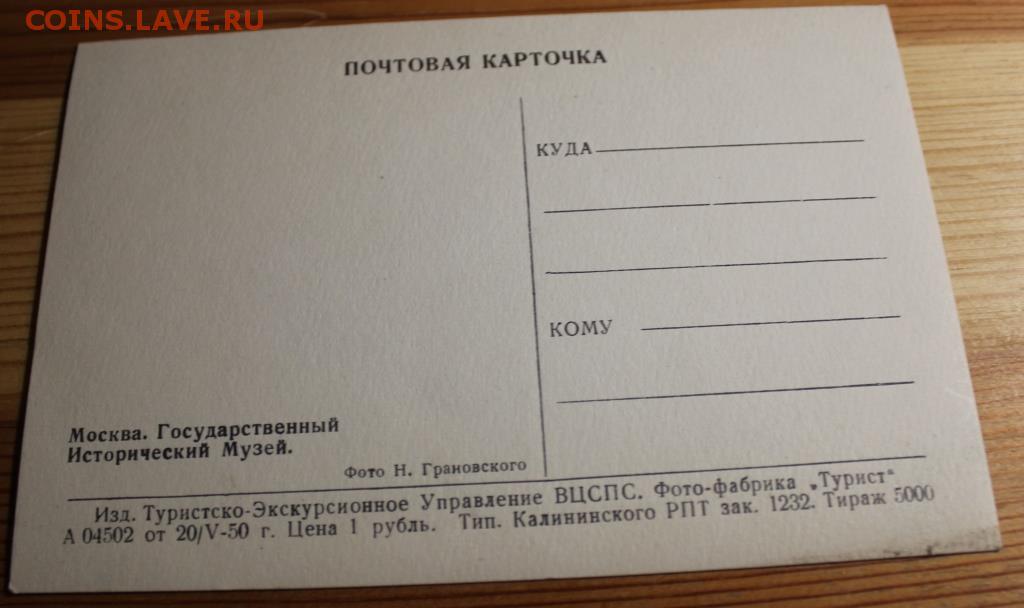 COINS.LAVE.RU
ПОЧТОВАЯ КАРТОЧКА
КУДА
КОМУ
Москва. Государственный
Исторический Музей.
Фото Н. Грановского
Изд. Туристско-Экскурсионное Управление ВЦСПС. Фото-фабрика „Турист“
А 04502 от 20/V-50 г. Цена 1 рубль. Тип. Калининского РПТ зак. 1232. Тираж 5000